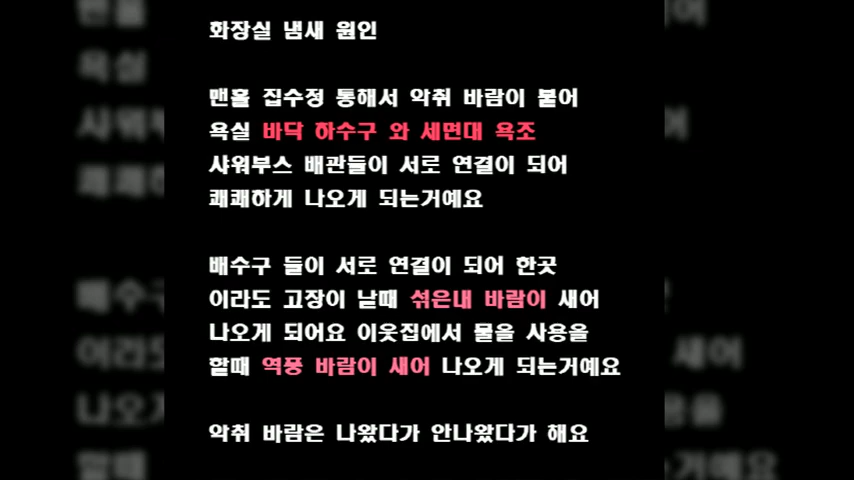 화장실 냄새 원인
맨홀 집수정 통해서 악취 바람이 불어
욕실 바닥 하수구 와 세면대 욕조
샤워부스 배관들이 서로 연결이 되어
쾌쾌하게 나오게 되는거예요
배수구 들이 서로 연결이 되어 한곳
이라도 고장이 날때 섞은내 바람이 새어
나오게 되어요 이웃집에서 물을 사용을
할때 역풍 바람이 새어 나오게 되는거예요
악취 바람은 나왔다가 안나왔다가 해요